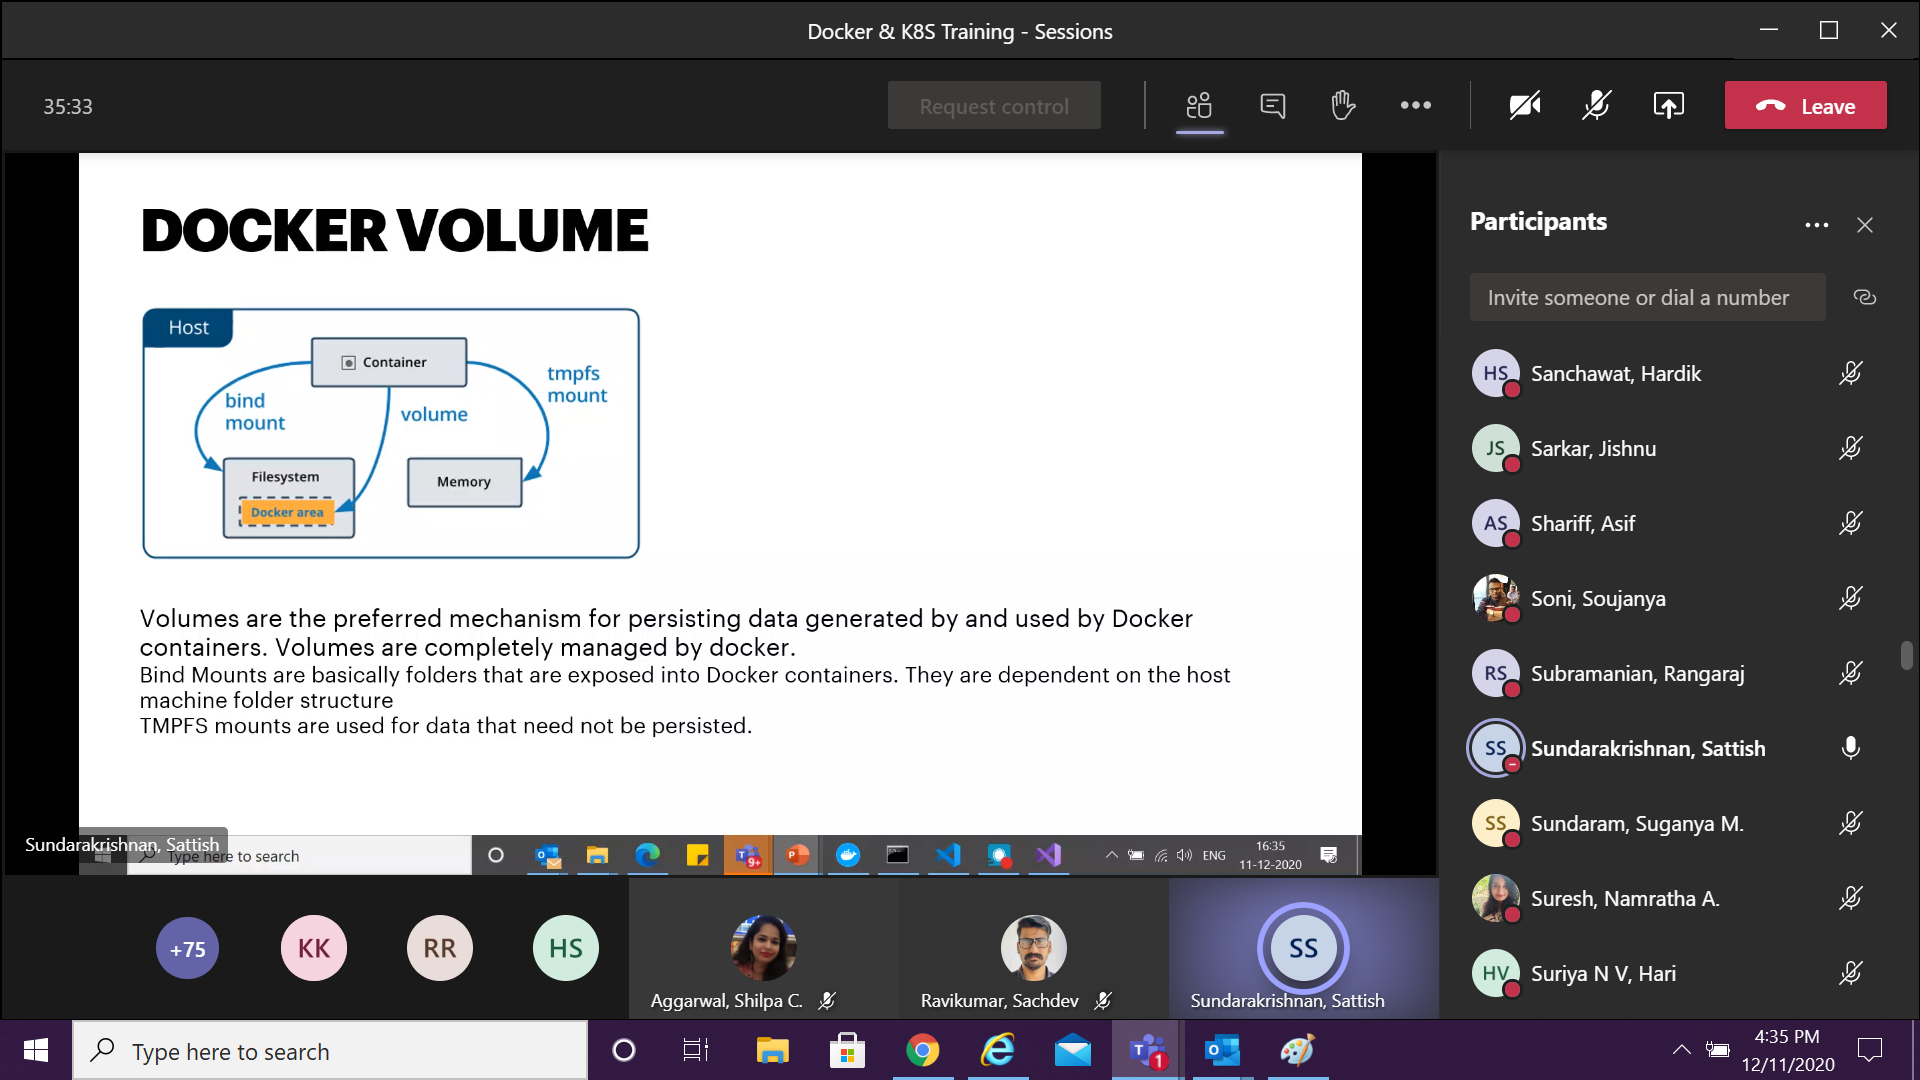 Docker & K8S Training - Sessions
35:33
Request control
Leave
DOCKER VOLUME
Host
Container
bind
mount
volume
tmpfs
mount
Filesystem
Docker area
Memory
Volumes are the preferred mechanism for persisting data generated by and used by Docker
containers. Volumes are completely managed by docker.
Bind Mounts are basically folders that are exposed into Docker containers. They are dependent on the host
machine folder structure
TMPFS mounts are used for data that need not be persisted.
Sundarakrishnan, Sattish
Type here to search
9+
ENG
16:35
11-12-2020
Participants
Invite someone or dial a number
HS
Sanchawat, Hardik
JS
Sarkar, Jishnu
AS
Shariff, Asif
Soni, Soujanya
RS
Subramanian, Rangaraj
SS
Sundarakrishnan, Sattish
SS
Sundaram, Suganya M.
Suresh, Namratha A.
HV
Suriya N V, Hari
+75
KK
RR
HS
Aggarwal, Shilpa C.
Ravikumar, Sachdev
SS
Sundarakrishnan, Sattish
Type here to search
1
4:35 PM
12/11/2020